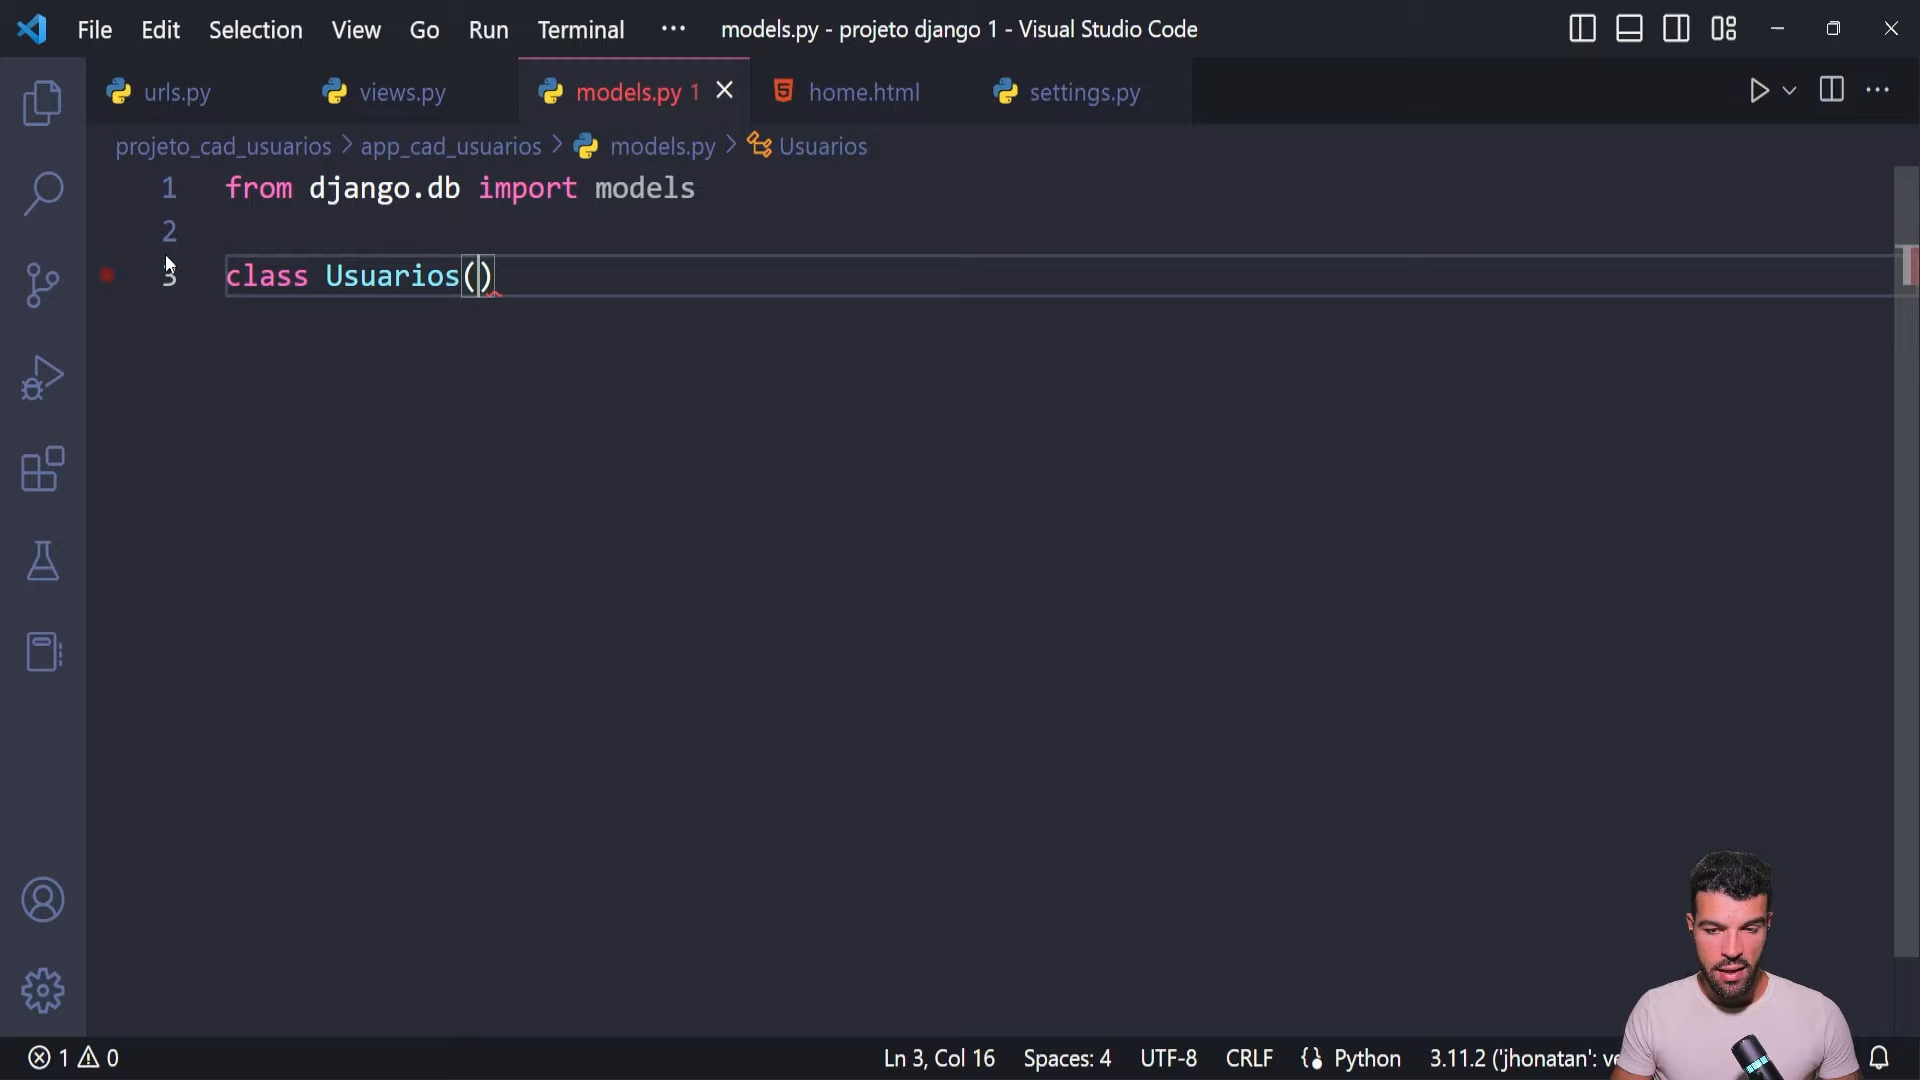 File Edit Selection View Go Run Terminal ··· models.py - projeto django 1 - Visual Studio Code
urls.py views.py models.py 1 home.html settings.py
projeto_cad_usuarios > app_cad_usuarios > models.py > Usuarios
1 from django.db import models
2
3 class Usuarios()
1 0 Ln 3, Col 16 Spaces: 4 UTF-8 CRLF Python 3.11.2 ('jhonatan':